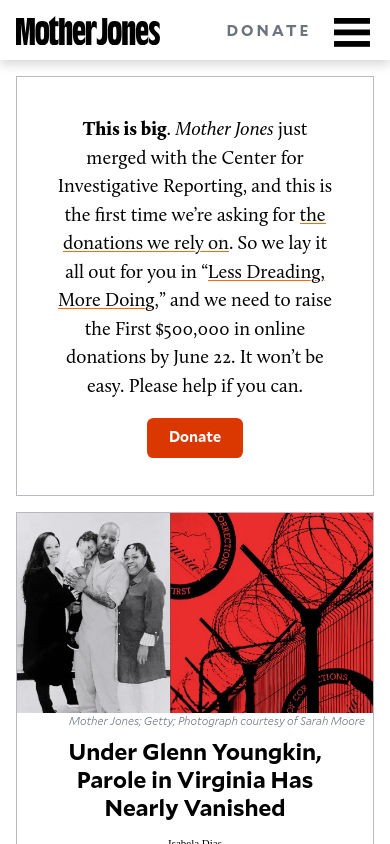 Mother Jones
DONATE
This is big. Mother Jones just
merged with the Center for
Investigative Reporting, and this is
the first time we’re asking for the
donations we rely on. So we lay it
all out for you in “Less Dreading,
More Doing,” and we need to raise
the First $500,000 in online
donations by June 22. It won’t be
easy. Please help if you can.
Donate
CORRECTIONS
FIRST
Mother Jones; Getty; Photograph courtesy of Sarah Moore
Under Glenn Youngkin,
Parole in Virginia Has
Nearly Vanished
Isabela Dias